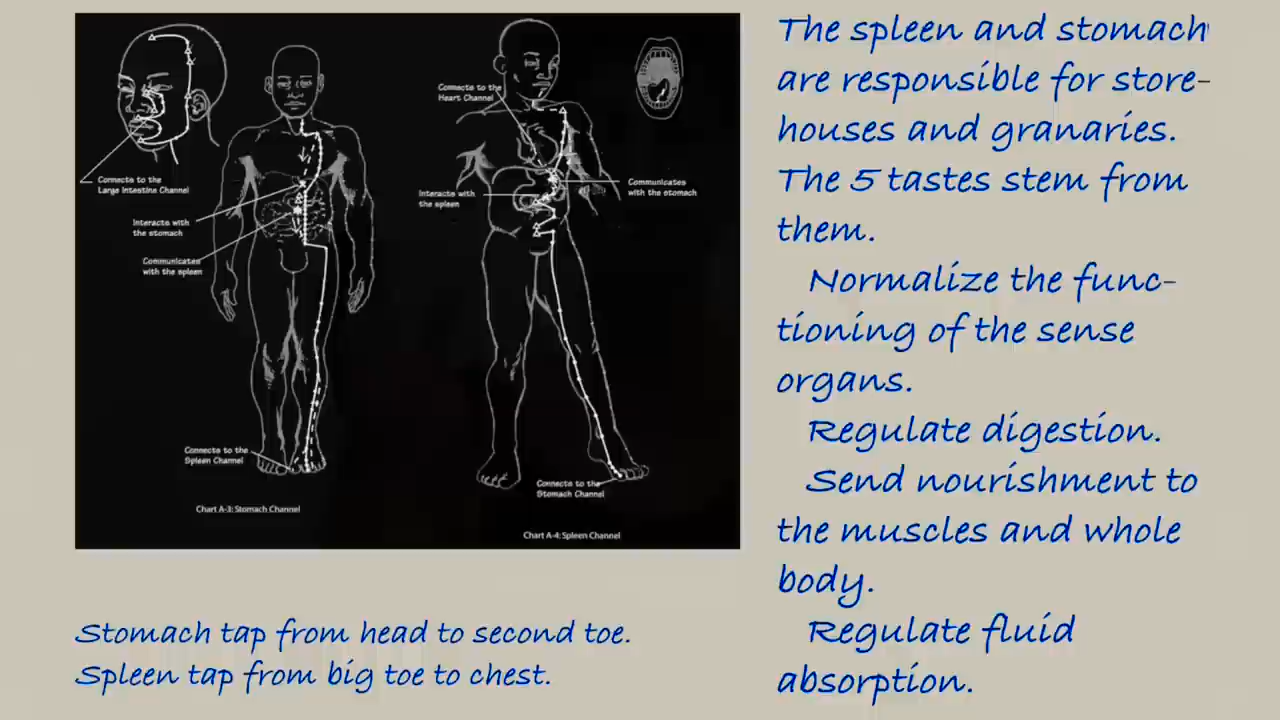 Connects to the
Large Intestine Channel
Interacts with
the stomach
Communicates
with the spleen
Connects to the
Spleen Channel
Chart A-3: Stomach Channel
Connects to the
Heart Channel
Interacts with
the spleen
Communicates
with the stomach
Connects to the
Stomach Channel
Chart A-4: Spleen Channel
Stomach tap from head to second toe.
Spleen tap from big toe to chest.
The spleen and stomach
are responsible for store-
houses and granaries.
The 5 tastes stem from
them.
Normalize the func-
tioning of the sense
organs.
Regulate digestion.
Send nourishment to
the muscles and whole
body.
Regulate fluid
absorption.